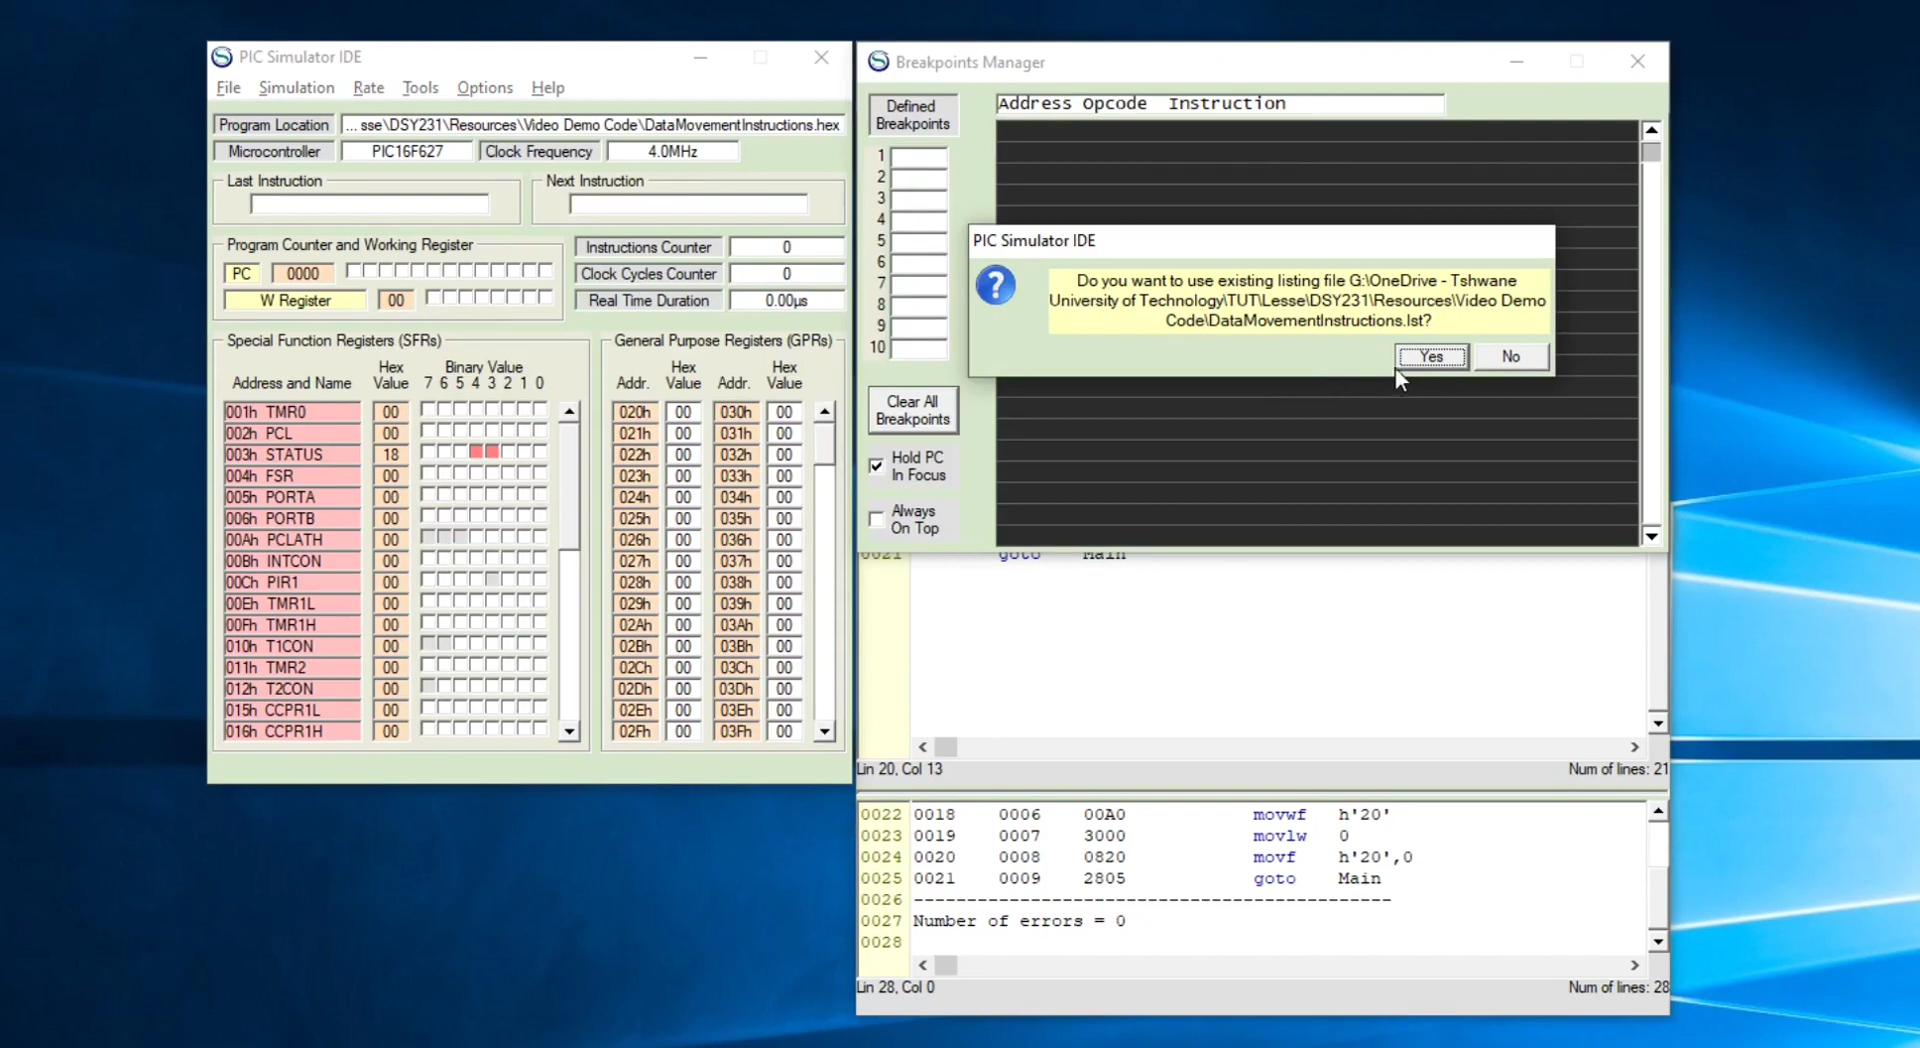 PIC Simulator IDE
File Simulation Rate Tools Options Help
Program Location ... sse\DSY231\Resources\Video Demo Code\DataMovementInstructions.hex
Microcontroller PIC16F627 Clock Frequency 4.0MHz
Last Instruction Next Instruction
Program Counter and Working Register
PC 0000
W Register 00
Instructions Counter 0
Clock Cycles Counter 0
Real Time Duration 0.00µs
Special Function Registers (SFRs)
Hex Binary Value
Address and Name Value 7 6 5 4 3 2 1 0
001h TMR0 00
002h PCL 00
003h STATUS 18
004h FSR 00
005h PORTA 00
006h PORTB 00
00Ah PCLATH 00
00Bh INTCON 00
00Ch PIR1 00
00Eh TMR1L 00
00Fh TMR1H 00
010h T1CON 00
011h TMR2 00
012h T2CON 00
015h CCPR1L 00
016h CCPR1H 00
General Purpose Registers (GPRs)
Hex Hex
Addr. Value Addr. Value
020h 00 030h 00
021h 00 031h 00
022h 00 032h 00
023h 00 033h 00
024h 00 034h 00
025h 00 035h 00
026h 00 036h 00
027h 00 037h 00
028h 00 038h 00
029h 00 039h 00
02Ah 00 03Ah 00
02Bh 00 03Bh 00
02Ch 00 03Ch 00
02Dh 00 03Dh 00
02Eh 00 03Eh 00
02Fh 00 03Fh 00
Breakpoints Manager
Defined
Breakpoints
Address Opcode Instruction
1
2
3
4
5
6
7
8
9
10
Clear All
Breakpoints
Hold PC
In Focus
Always
On Top
PIC Simulator IDE
Do you want to use existing listing file G:\OneDrive - Tshwane
University of Technology\TUT\Lesse\DSY231\Resources\Video Demo
Code\DataMovementInstructions.lst?
Yes No
0021 goto Main
Lin 20, Col 13 Num of lines: 21
0022 0018 0006 00A0 movwf h'20'
0023 0019 0007 3000 movlw 0
0024 0020 0008 0820 movf h'20',0
0025 0021 0009 2805 goto Main
0026 ---------------------------------------------
0027 Number of errors = 0
0028
Lin 28, Col 0 Num of lines: 28